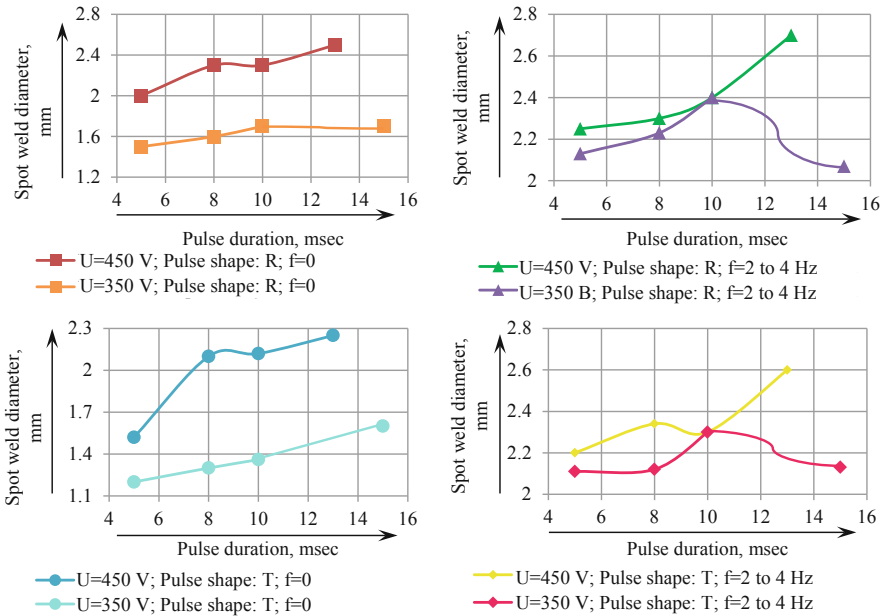 Spot weld diameter,
mm
2.8
2.4
2
1.6
1.2
4 6 8 10 12 14 16
Pulse duration, msec
U=450 V; Pulse shape: R; f=0
U=350 V; Pulse shape: R; f=0
Spot weld diameter,
mm
2.8
2.6
2.4
2.2
2
4 6 8 10 12 14 16
Pulse duration, msec
U=450 V; Pulse shape: R; f=2 to 4 Hz
U=350 B; Pulse shape: R; f=2 to 4 Hz
Spot weld diameter,
mm
2.3
2
1.7
1.4
1.1
4 6 8 10 12 14 16
Pulse duration, msec
U=450 V; Pulse shape: T; f=0
U=350 V; Pulse shape: T; f=0
Spot weld diameter,
mm
2.8
2.6
2.4
2.2
2
4 6 8 10 12 14 16
Pulse duration, msec
U=450 V; Pulse shape: T; f=2 to 4 Hz
U=350 V; Pulse shape: T; f=2 to 4 Hz